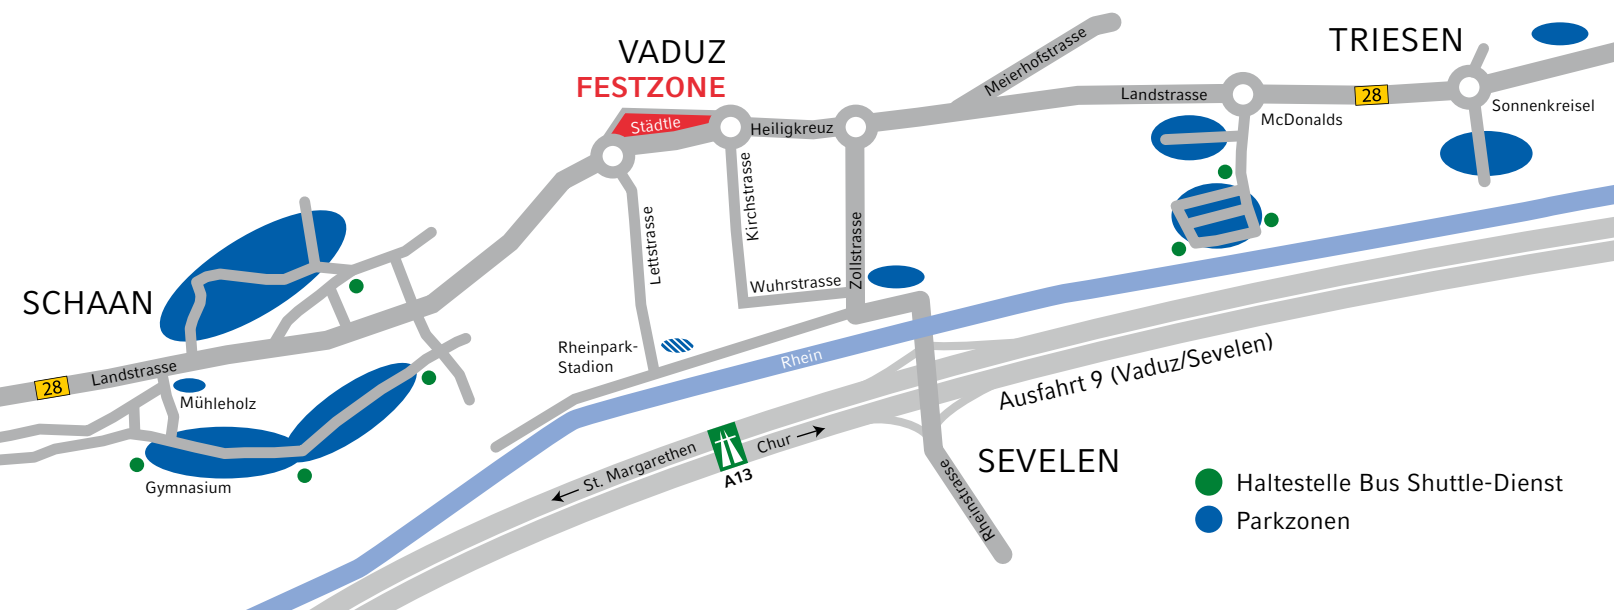 VADUZ
FESTZONE
Städtle
Heiligkreuz
Meierhofstrasse
Landstrasse
28
TRIESEN
McDonalds
Sonnenkreisel
Kirchstrasse
Lettstrasse
Zollstrasse
Wuhrstrasse
SCHAAN
28
Landstrasse
Mühleholz
Gymnasium
Rheinpark-
Stadion
Rhein
Ausfahrt 9 (Vaduz/Sevelen)
St. Margarethen
Chur
A13
SEVELEN
Rheinstrasse
Haltestelle Bus Shuttle-Dienst
Parkzonen